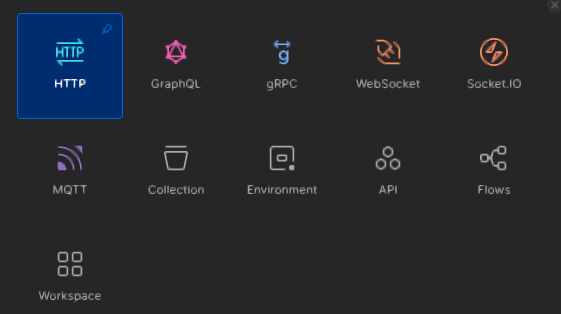 HTTP
HTTP GraphQL gRPC WebSocket Socket.IO
MQTT Collection Environment API Flows
Workspace